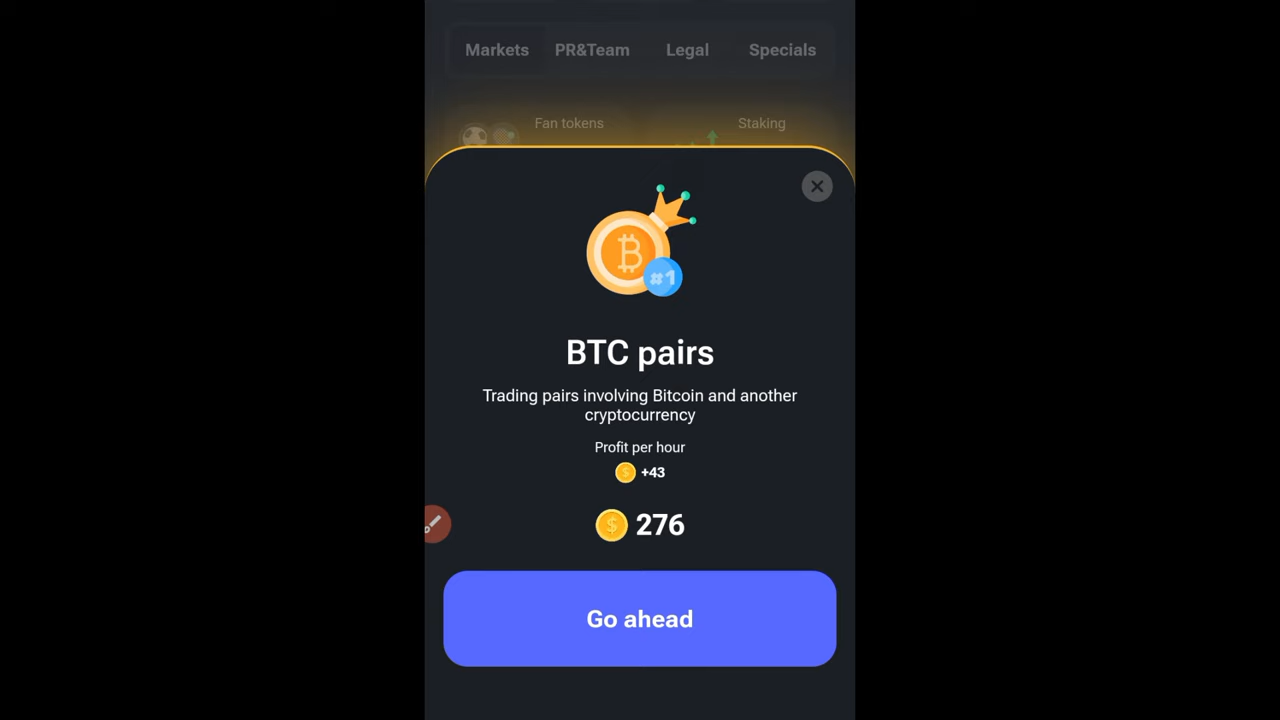 Markets PR&Team Legal Specials
Fan tokens Staking
#1
BTC pairs
Trading pairs involving Bitcoin and another
cryptocurrency
Profit per hour
+43
276
Go ahead